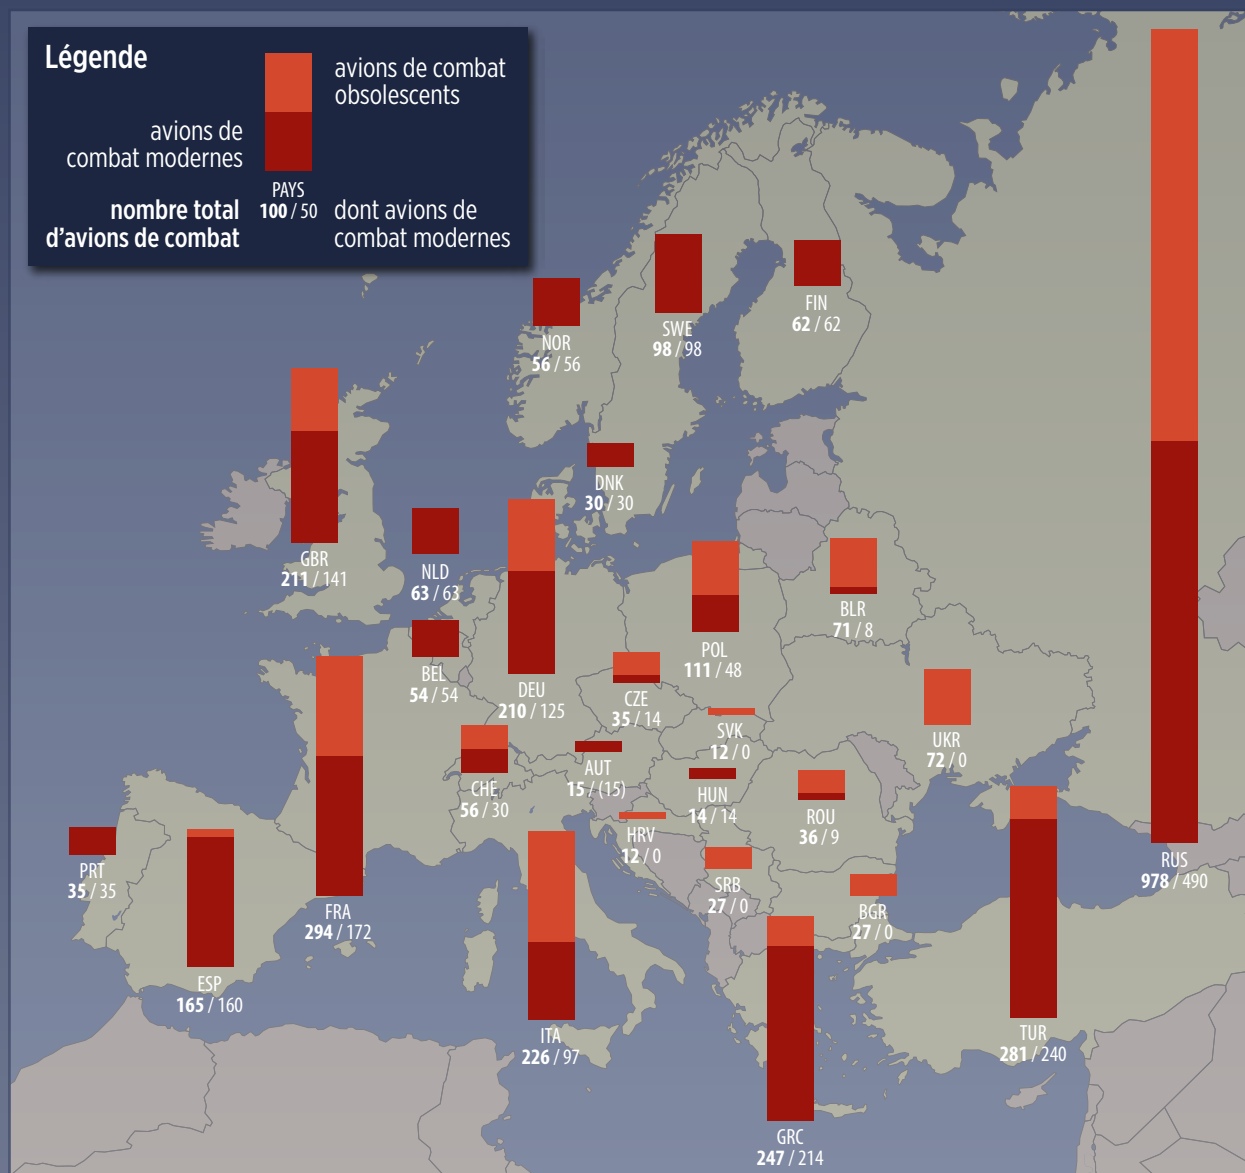 Légende
avions de combat
obsolescents
avions de
combat modernes
PAYS
100 / 50
nombre total
d'avions de combat
dont avions de
combat modernes
NOR
56 / 56
SWE
98 / 98
FIN
62 / 62
GBR
211 / 141
NLD
63 / 63
DNK
30 / 30
BEL
54 / 54
DEU
210 / 125
POL
111 / 48
BLR
71 / 8
CZE
35 / 14
SVK
12 / 0
UKR
72 / 0
CHE
56 / 30
AUT
15 / (15)
HUN
14 / 14
ROU
36 / 9
HRV
12 / 0
PRT
35 / 35
SRB
27 / 0
BGR
27 / 0
RUS
978 / 490
FRA
294 / 172
ESP
165 / 160
ITA
226 / 97
TUR
281 / 240
GRC
247 / 214